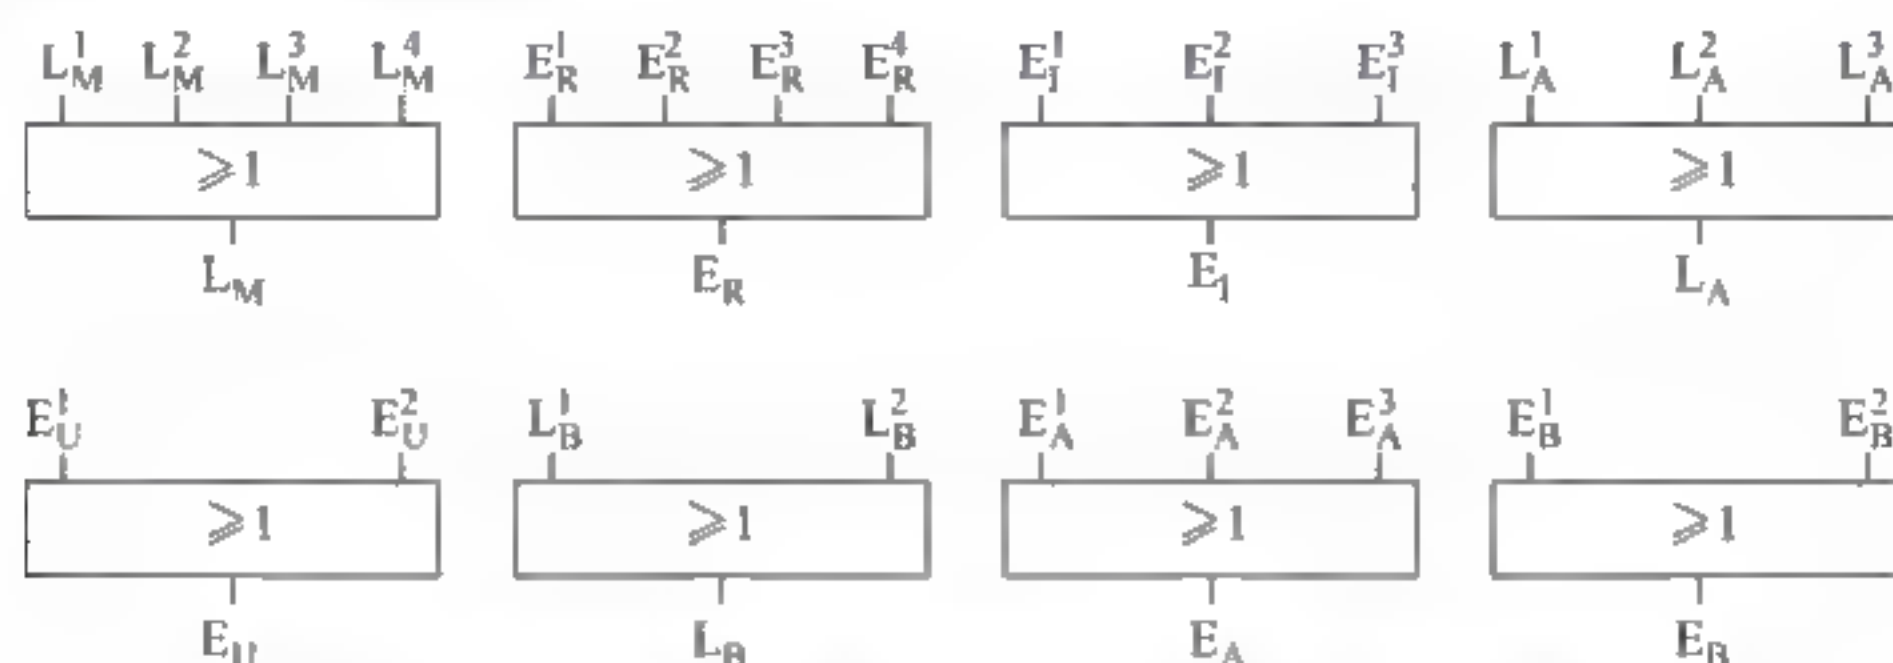 L_M^1 L_M^2 L_M^3 L_M^4 E_R^1 E_R^2 E_R^3 E_R^4 E_I^1 E_I^2 E_I^3 L_A^1 L_A^2 L_A^3
⩾1 ⩾1 ⩾1 ⩾1
L_M E_R E_I L_A
E_U^1 E_U^2 L_B^1 L_B^2 E_A^1 E_A^2 E_A^3 E_B^1 E_B^2
⩾1 ⩾1 ⩾1 ⩾1
E_U L_B E_A E_B